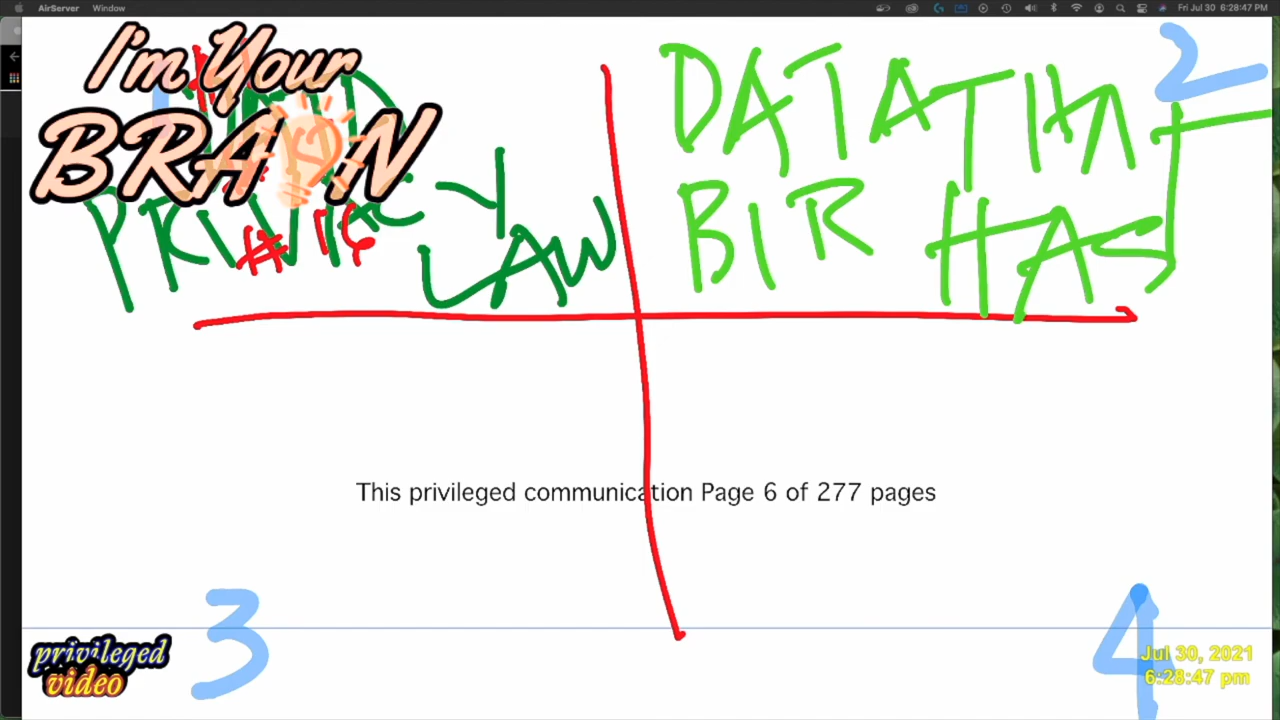 AirServer Window Fri Jul 30 6:28:47 PM
I'm Your
BRAIN
PRIVACY
LAW
2
DATA THAT
BIR HAS
This privileged communication Page 6 of 277 pages
3
4
privileged
video
Jul 30, 2021
6:28:47 pm